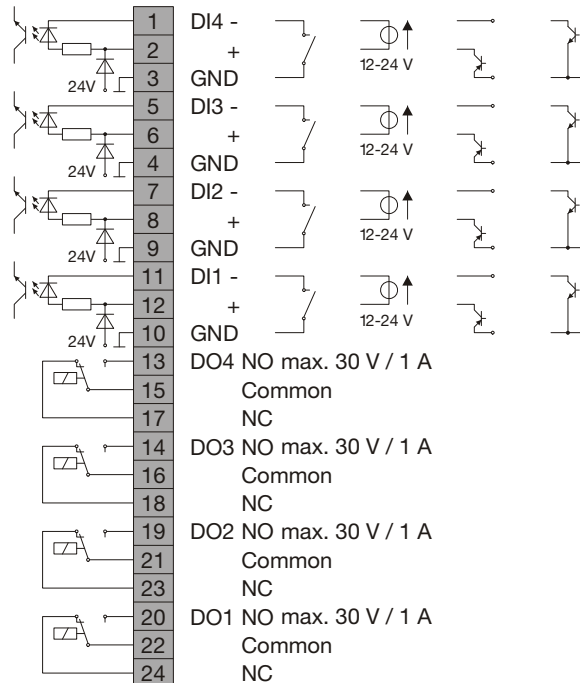 1 DI4 -
2 + 12-24 V
24V 3 GND
5 DI3 -
6 + 12-24 V
24V 4 GND
7 DI2 -
8 + 12-24 V
24V 9 GND
11 DI1 -
12 + 12-24 V
24V 10 GND
13 DO4 NO max. 30 V / 1 A
15 Common
17 NC
14 DO3 NO max. 30 V / 1 A
16 Common
18 NC
19 DO2 NO max. 30 V / 1 A
21 Common
23 NC
20 DO1 NO max. 30 V / 1 A
22 Common
24 NC